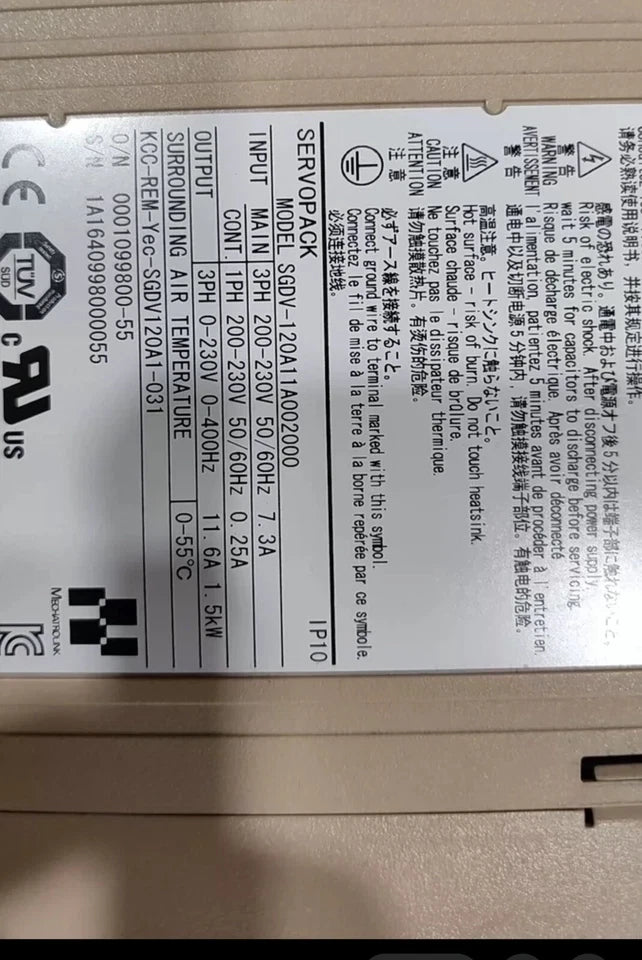 请务必熟读使用说明书，并按其规定进行操作。
警告
WARNING
AVERTISSEMENT
警告
感電の恐れあり。通電中および電源オフ後5分以内は端子部に触れないこと。
Risk of electric shock. After disconnecting power supply,
wait 5 minutes for capacitors to discharge before servicing.
Risque de décharge électrique. Après avoir déconnecté
l'alimentation, patientez 5 minutes avant de procéder à l'entretien.
通电中以及切断电源5分钟内，请勿触摸接线端子部位。有触电的危险。
注意
CAUTION
ATTENTION
注意
高温注意。ヒートシンクに触らないこと。
Hot surface - risk of burn. Do not touch heatsink.
Surface chaude - risque de brûlure.
Ne touchez pas le dissipateur thermique.
请勿触摸散热片。有烫伤的危险。
必ずアース線を接続すること。
Connect ground wire to terminal marked with this symbol.
Connectez le fil de mise à la terre à la borne repérée par ce symbole.
必须连接地线。
SERVOPACK IP10
MODEL SGDV-120A11A002000
INPUT MAIN 3PH 200-230V 50/60Hz 7.3A
CONT. 1PH 200-230V 50/60Hz 0.25A
OUTPUT 3PH 0-230V 0-400Hz 11.6A 1.5kW
SURROUNDING AIR TEMPERATURE 0-55℃
KCC-REM-Yec-SGDV120A1-031
O/N 0001099800-55
S/N 1A1640998000055
MECHATROLINK
CE
TÜV
SÜD
c RU US